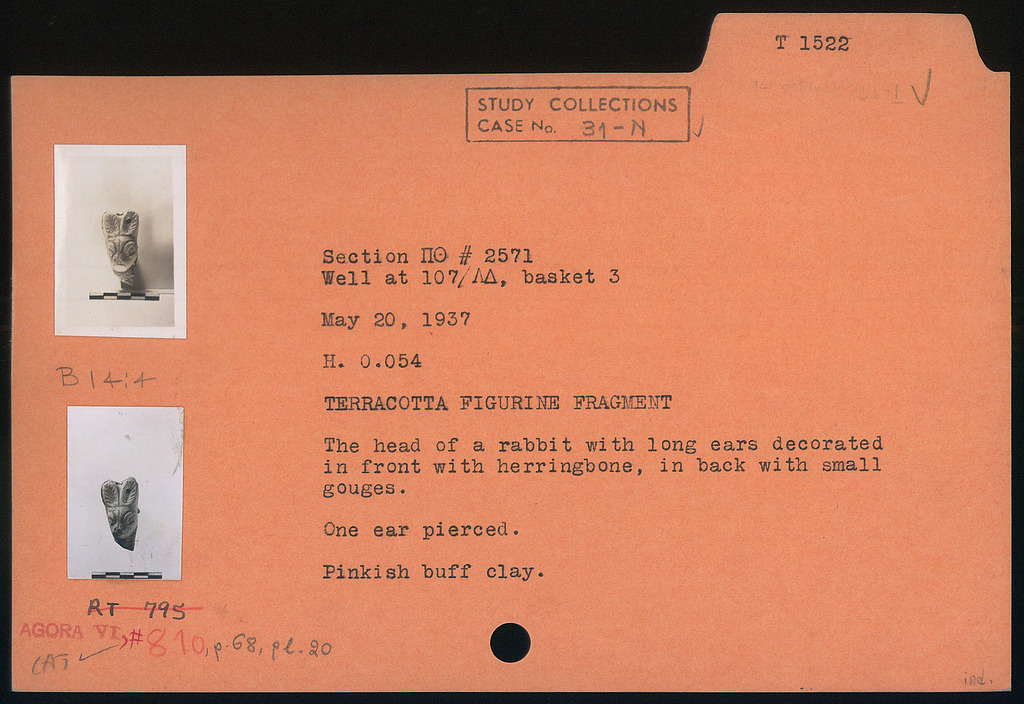 T 1522
STUDY COLLECTIONS
CASE No. 31-N
Section ΠΘ # 2571
Well at 107/ΛΔ, basket 3
May 20, 1937
H. 0.054
B 14:4
TERRACOTTA FIGURINE FRAGMENT
The head of a rabbit with long ears decorated
in front with herringbone, in back with small
gouges.
One ear pierced.
Pinkish buff clay.
RT 795
AGORA VI, #810, p. 68, pl. 20
CAT
ind.